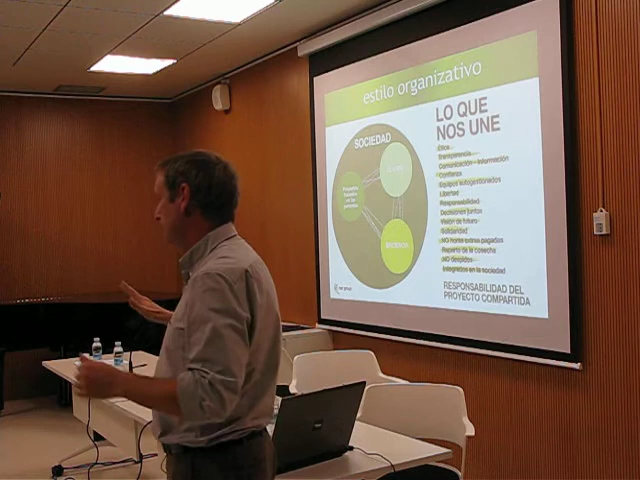 estilo organizativo
SOCIEDAD
LO QUE
NOS UNE
Ética
Transparencia
Comunicación - información
Confianza
Equipos autogestionados
Libertad
Responsabilidad
Decisiones juntos
Visión de futuro
Solidaridad
NO horas extras pagadas
Reparto de la cosecha
NO despidos
Integrados en la sociedad
RESPONSABILIDAD DEL
PROYECTO COMPARTIDA